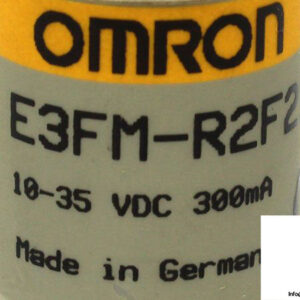 OMRON
E3FM-R2F2
10-35 VDC 300mA
Made in German